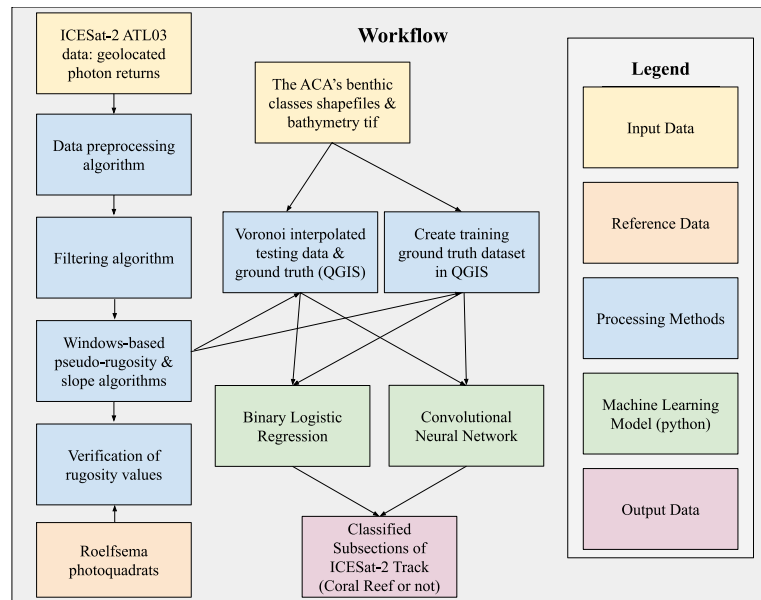 Workflow
ICESat-2 ATL03
data: geolocated
photon returns
Data preprocessing
algorithm
Filtering algorithm
Windows-based
pseudo-rugosity &
slope algorithms
Verification of
rugosity values
Roelfsema
photoquadrats
The ACA's benthic
classes shapefiles &
bathymetry tif
Voronoi interpolated
testing data &
ground truth (QGIS)
Create training
ground truth dataset
in QGIS
Binary Logistic
Regression
Convolutional
Neural Network
Classified
Subsections of
ICESat-2 Track
(Coral Reef or not)
Legend
Input Data
Reference Data
Processing Methods
Machine Learning
Model (python)
Output Data